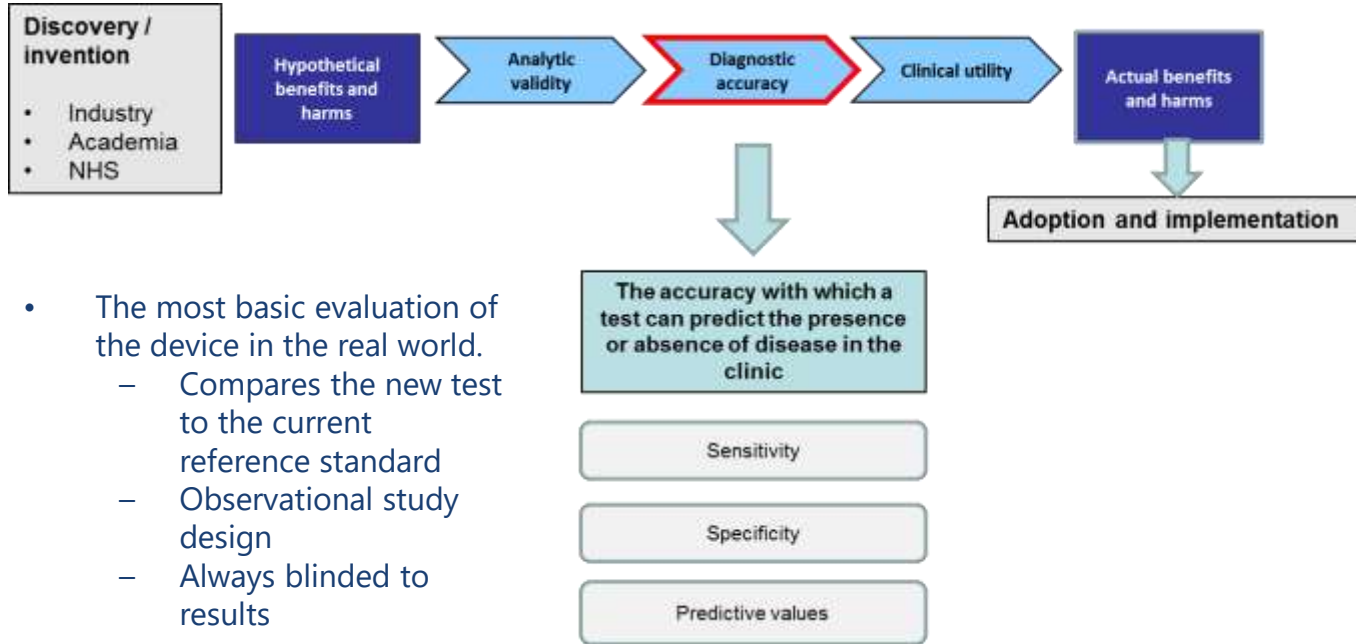 Discovery /
invention
• Industry
• Academia
• NHS
Hypothetical
benefits and
harms
Analytic
validity
Diagnostic
accuracy
Clinical utility
Actual benefits
and harms
Adoption and implementation
• The most basic evaluation of
the device in the real world.
– Compares the new test
to the current
reference standard
– Observational study
design
– Always blinded to
results
The accuracy with which a
test can predict the presence
or absence of disease in the
clinic
Sensitivity
Specificity
Predictive values